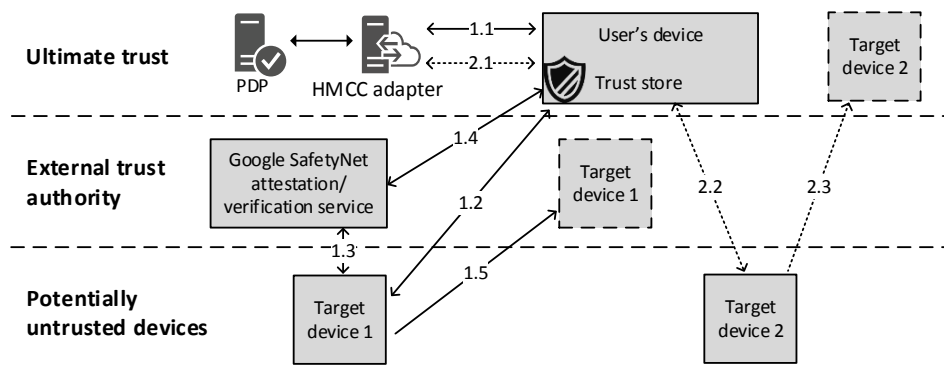 Ultimate trust
PDP
HMCC adapter
1.1
2.1
User's device
Trust store
Target
device 2
External trust
authority
Google SafetyNet
attestation/
verification service
1.4
1.2
Target
device 1
2.2
2.3
1.3
1.5
Potentially
untrusted devices
Target
device 1
Target
device 2